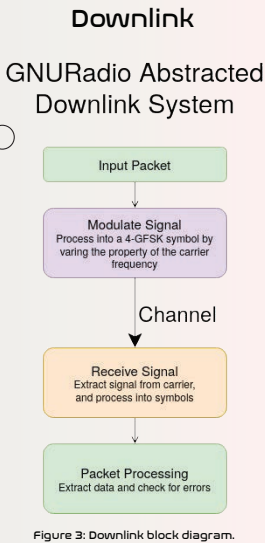 Downlink
GNURadio Abstracted
Downlink System
Input Packet
Modulate Signal
Process into a 4-GFSK symbol by
varing the property of the carrier
frequency
Channel
Receive Signal
Extract signal from carrier,
and process into symbols
Packet Processing
Extract data and check for errors
Figure 3: Downlink block diagram.